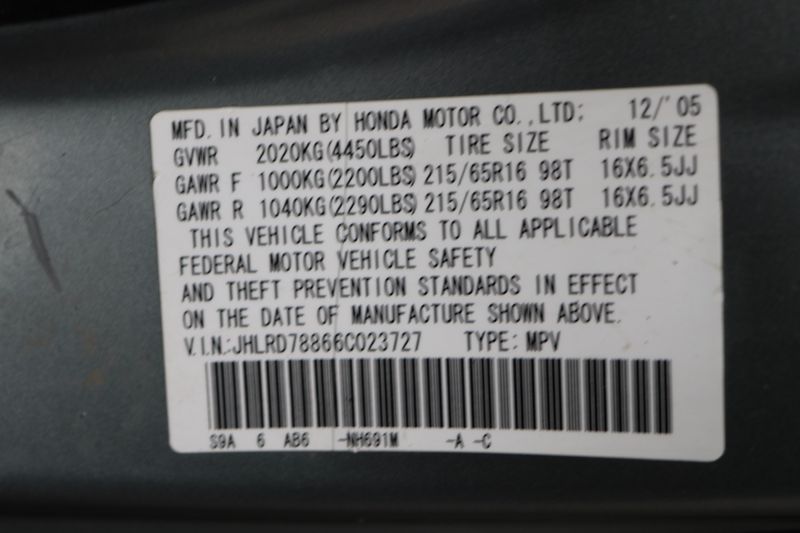 MFD. IN JAPAN BY HONDA MOTOR CO., LTD: 12/'05
GVWR 2020KG(4450LBS) TIRE SIZE RIM SIZE
GAWR F 1000KG(2200LBS) 215/65R16 98T 16X6.5JJ
GAWR R 1040KG(2290LBS) 215/65R16 98T 16X6.5JJ
THIS VEHICLE CONFORMS TO ALL APPLICABLE
FEDERAL MOTOR VEHICLE SAFETY
AND THEFT PREVENTION STANDARDS IN EFFECT
ON THE DATE OF MANUFACTURE SHOWN ABOVE.
V.I.N.:JHLRD78866C023727 TYPE: MPV
S9A 6 AB6 -NH691M -A -C